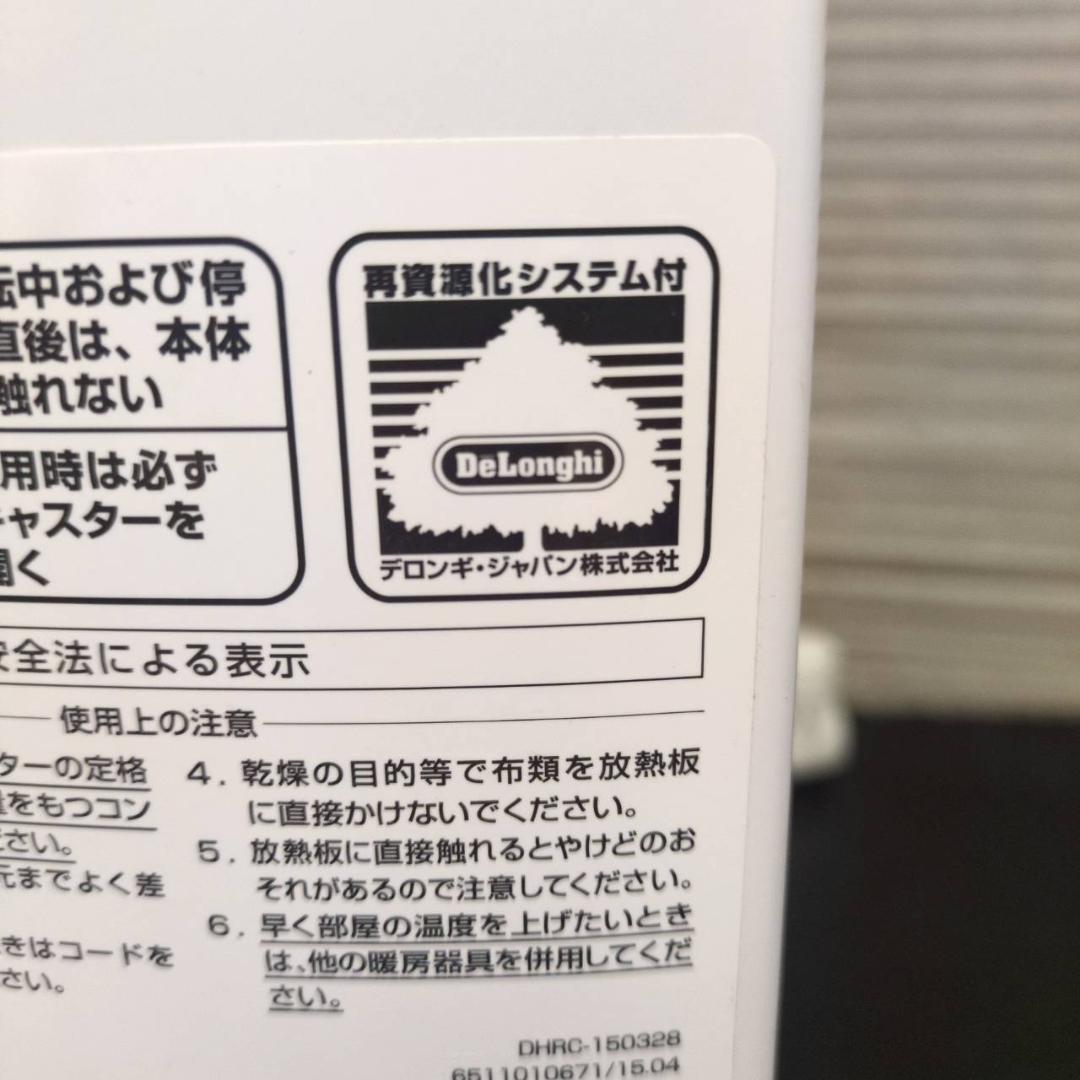 転中および停
直後は、本体
触れない
用時は必ず
キャスターを
開く
再資源化システム付
DeLonghi
デロンギ・ジャパン株式会社
安全法による表示
使用上の注意
ターの定格
量をもつコン
ださい。
元までよく差
きはコードを
さい。
4. 乾燥の目的等で布類を放熱板
に直接かけないでください。
5. 放熱板に直接触れるとやけどのお
それがあるので注意してください。
6. 早く部屋の温度を上げたいとき
は、他の暖房器具を併用してくだ
さい。
DHRC-150328
6511010671/15.04